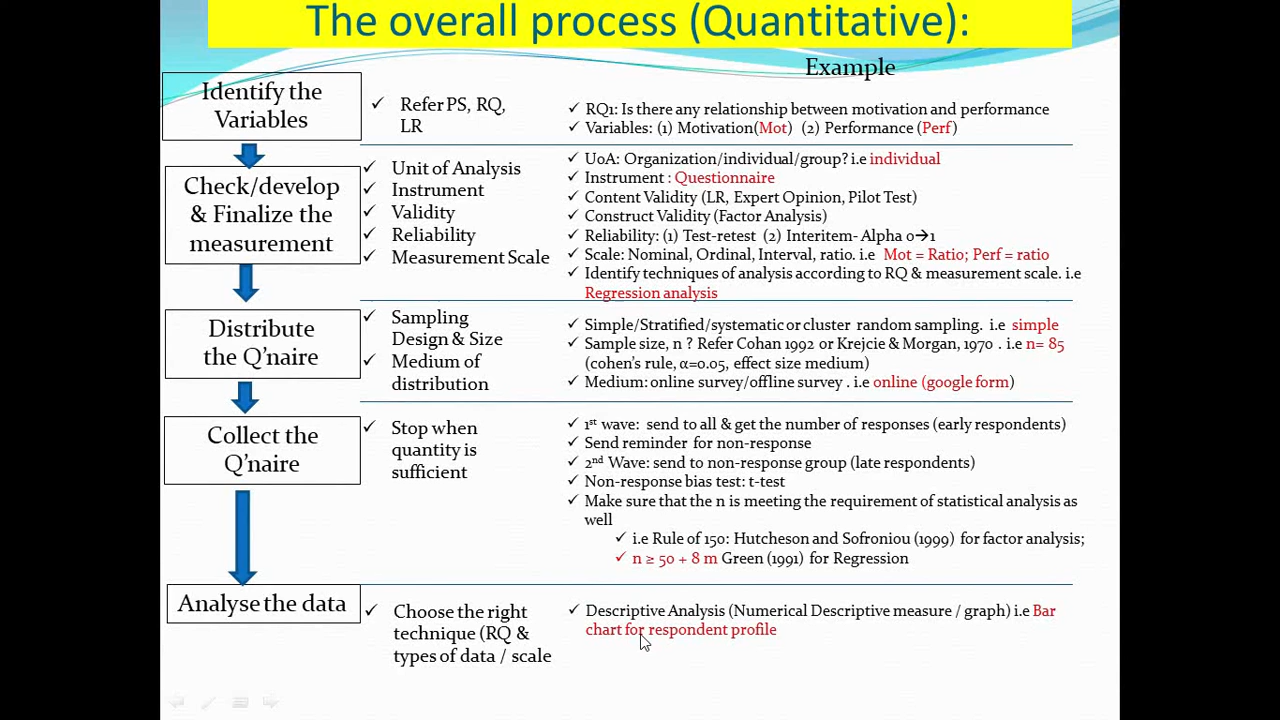 The overall process (Quantitative):
Example
Identify the
Variables
Refer PS, RQ,
LR
RQ1: Is there any relationship between motivation and performance
Variables: (1) Motivation(Mot) (2) Performance (Perf)
Check/develop
& Finalize the
measurement
Unit of Analysis
Instrument
Validity
Reliability
Measurement Scale
UoA: Organization/individual/group? i.e individual
Instrument : Questionnaire
Content Validity (LR, Expert Opinion, Pilot Test)
Construct Validity (Factor Analysis)
Reliability: (1) Test-retest (2) Interitem- Alpha 0→1
Scale: Nominal, Ordinal, Interval, ratio. i.e Mot = Ratio; Perf = ratio
Identify techniques of analysis according to RQ & measurement scale. i.e
Regression analysis
Distribute
the Q'naire
Sampling
Design & Size
Medium of
distribution
Simple/Stratified/systematic or cluster random sampling. i.e simple
Sample size, n ? Refer Cohan 1992 or Krejcie & Morgan, 1970 . i.e n= 85
(cohen's rule, α=0.05, effect size medium)
Medium: online survey/offline survey . i.e online (google form)
Collect the
Q'naire
Stop when
quantity is
sufficient
1st wave: send to all & get the number of responses (early respondents)
Send reminder for non-response
2nd Wave: send to non-response group (late respondents)
Non-response bias test: t-test
Make sure that the n is meeting the requirement of statistical analysis as
well
i.e Rule of 150: Hutcheson and Sofroniou (1999) for factor analysis;
n ≥ 50 + 8 m Green (1991) for Regression
Analyse the data
Choose the right
technique (RQ &
types of data / scale
Descriptive Analysis (Numerical Descriptive measure / graph) i.e Bar
chart for respondent profile